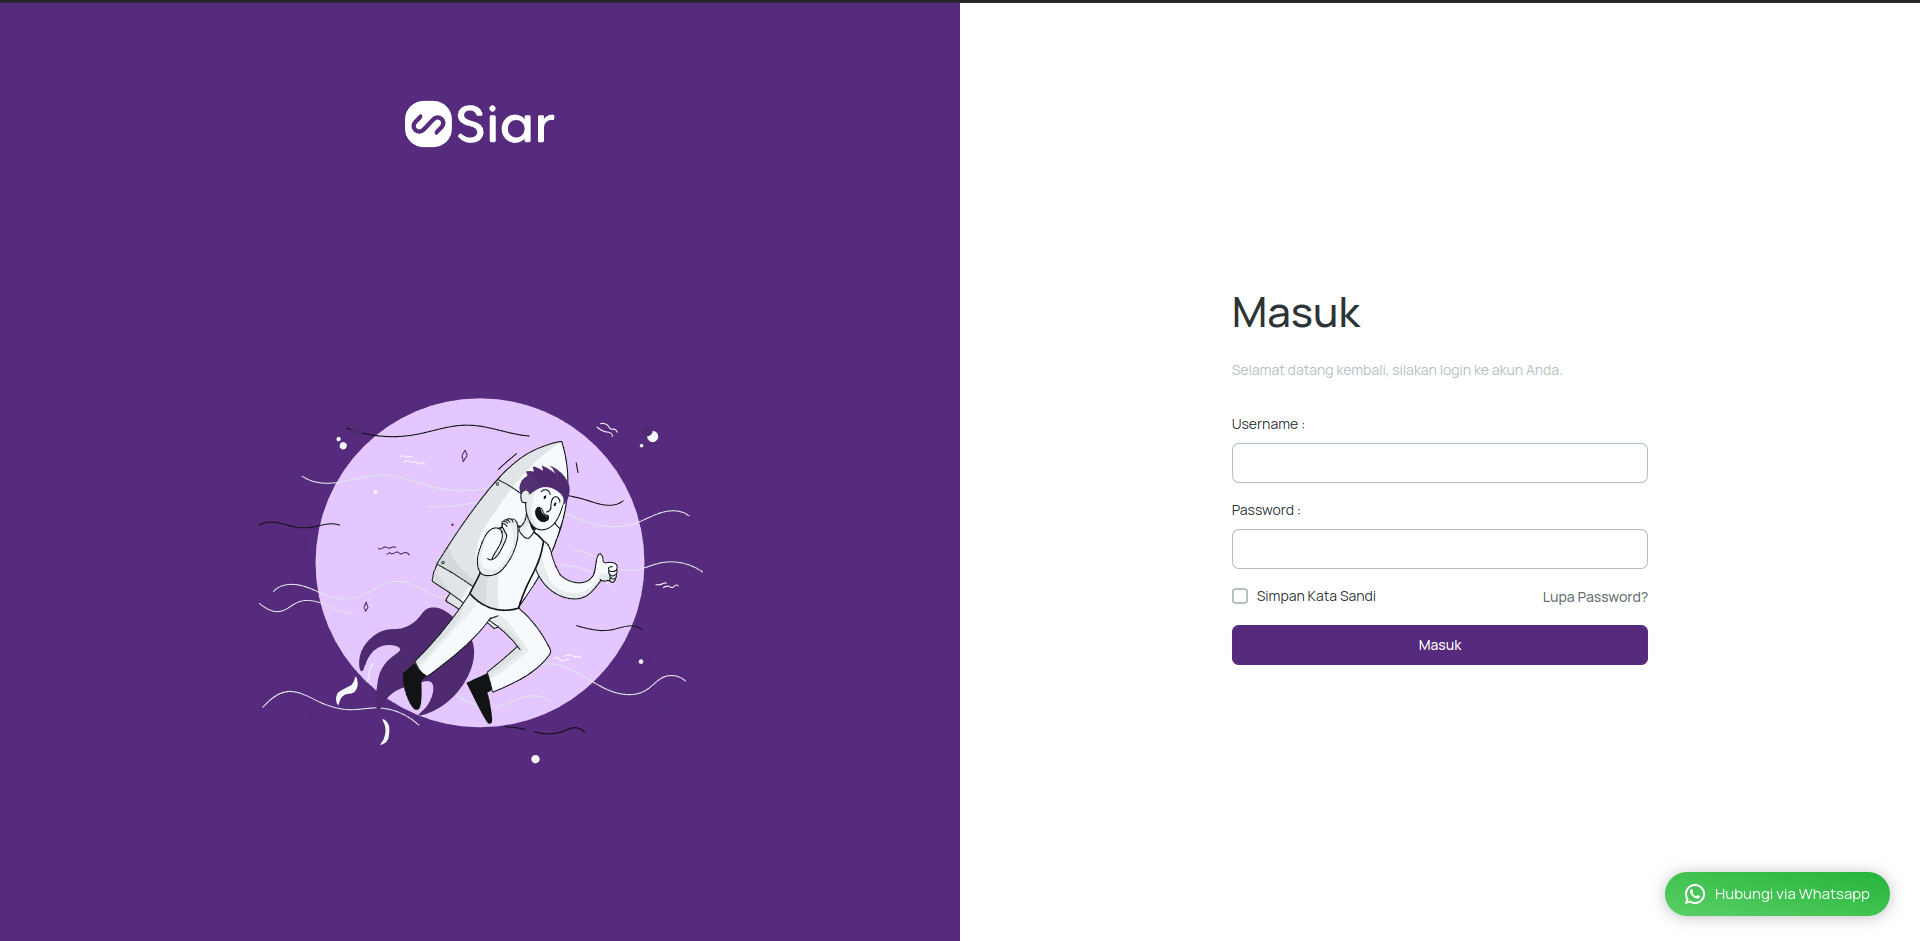 Siar
Masuk
Selamat datang kembali, silakan login ke akun Anda.
Username :
Password :
Simpan Kata Sandi
Lupa Password?
Masuk
Hubungi via Whatsapp